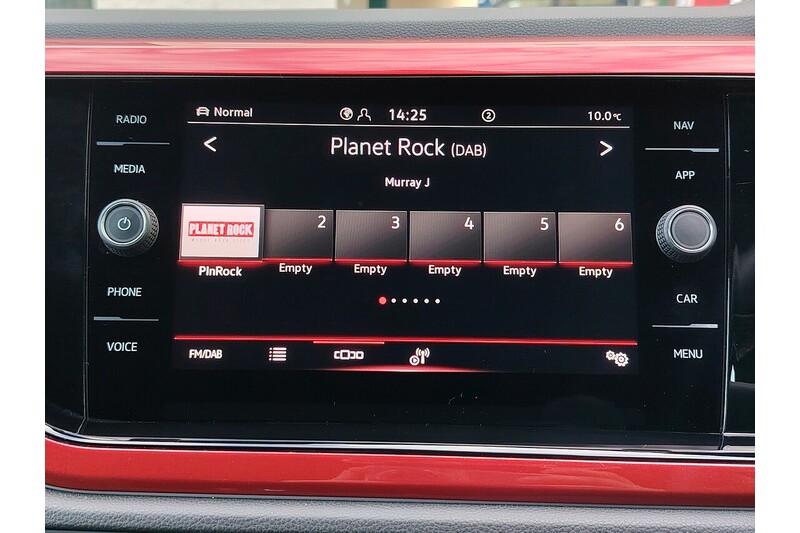 RADIO
MEDIA
PHONE
VOICE
Normal
14:25
2
10.0°C
<
Planet Rock (DAB)
>
Murray J
PLANET ROCK
2
3
4
5
6
PlnRock
Empty
Empty
Empty
Empty
Empty
FM/DAB
NAV
APP
CAR
MENU